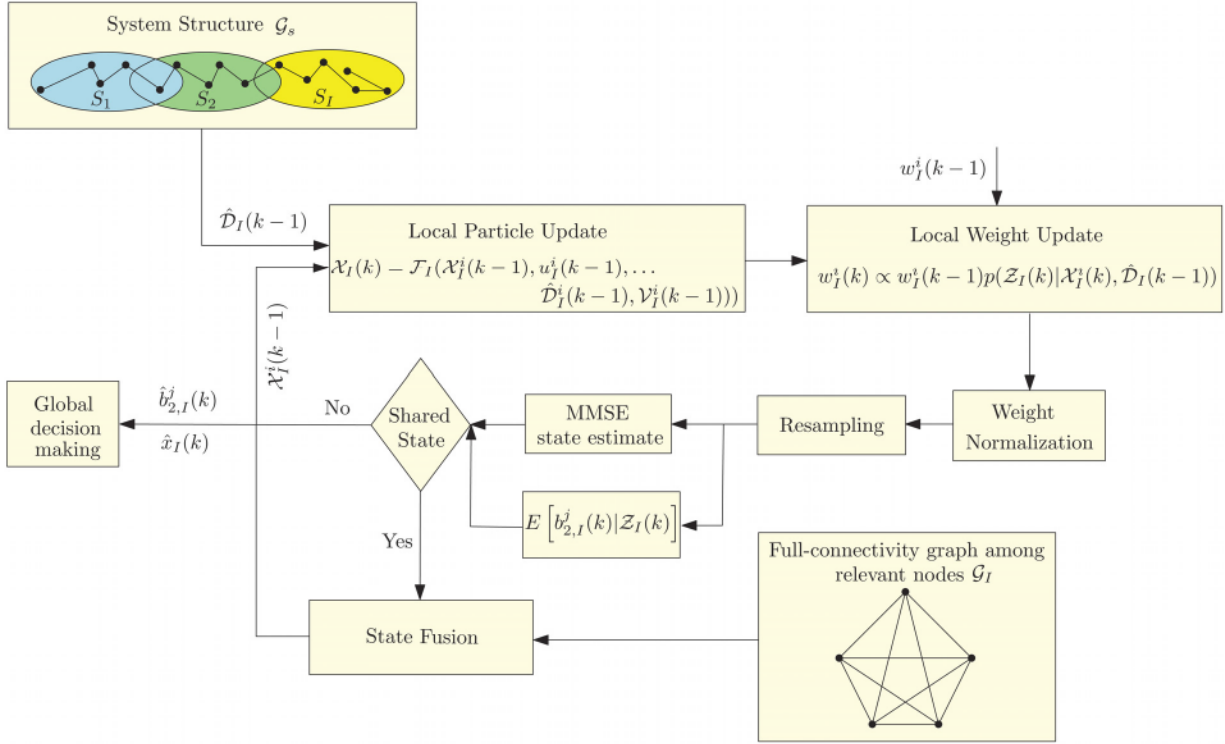 System Structure 𝒢_s
S_1 S_2 S_I
w_I^i(k−1)
𝒟̂_I(k−1)
Local Particle Update
𝒳_I(k) − ℱ_I(𝒳_I^i(k−1), u_I^i(k−1), …
𝒟̂_I^i(k−1), 𝒱_I^i(k−1)))
Local Weight Update
w_I^i(k) ∝ w_I^i(k−1)p(𝒵_I(k)|𝒳_I^i(k), 𝒟̂_I(k−1))
𝒳_I^i(k−1)
Global
decision
making
b̂_{2,I}^j(k)
x̂_I(k)
No
Shared
State
MMSE
state estimate
Resampling
Weight
Normalization
E[b_{2,I}^j(k)|𝒵_I(k)]
Yes
State Fusion
Full-connectivity graph among
relevant nodes 𝒢_I